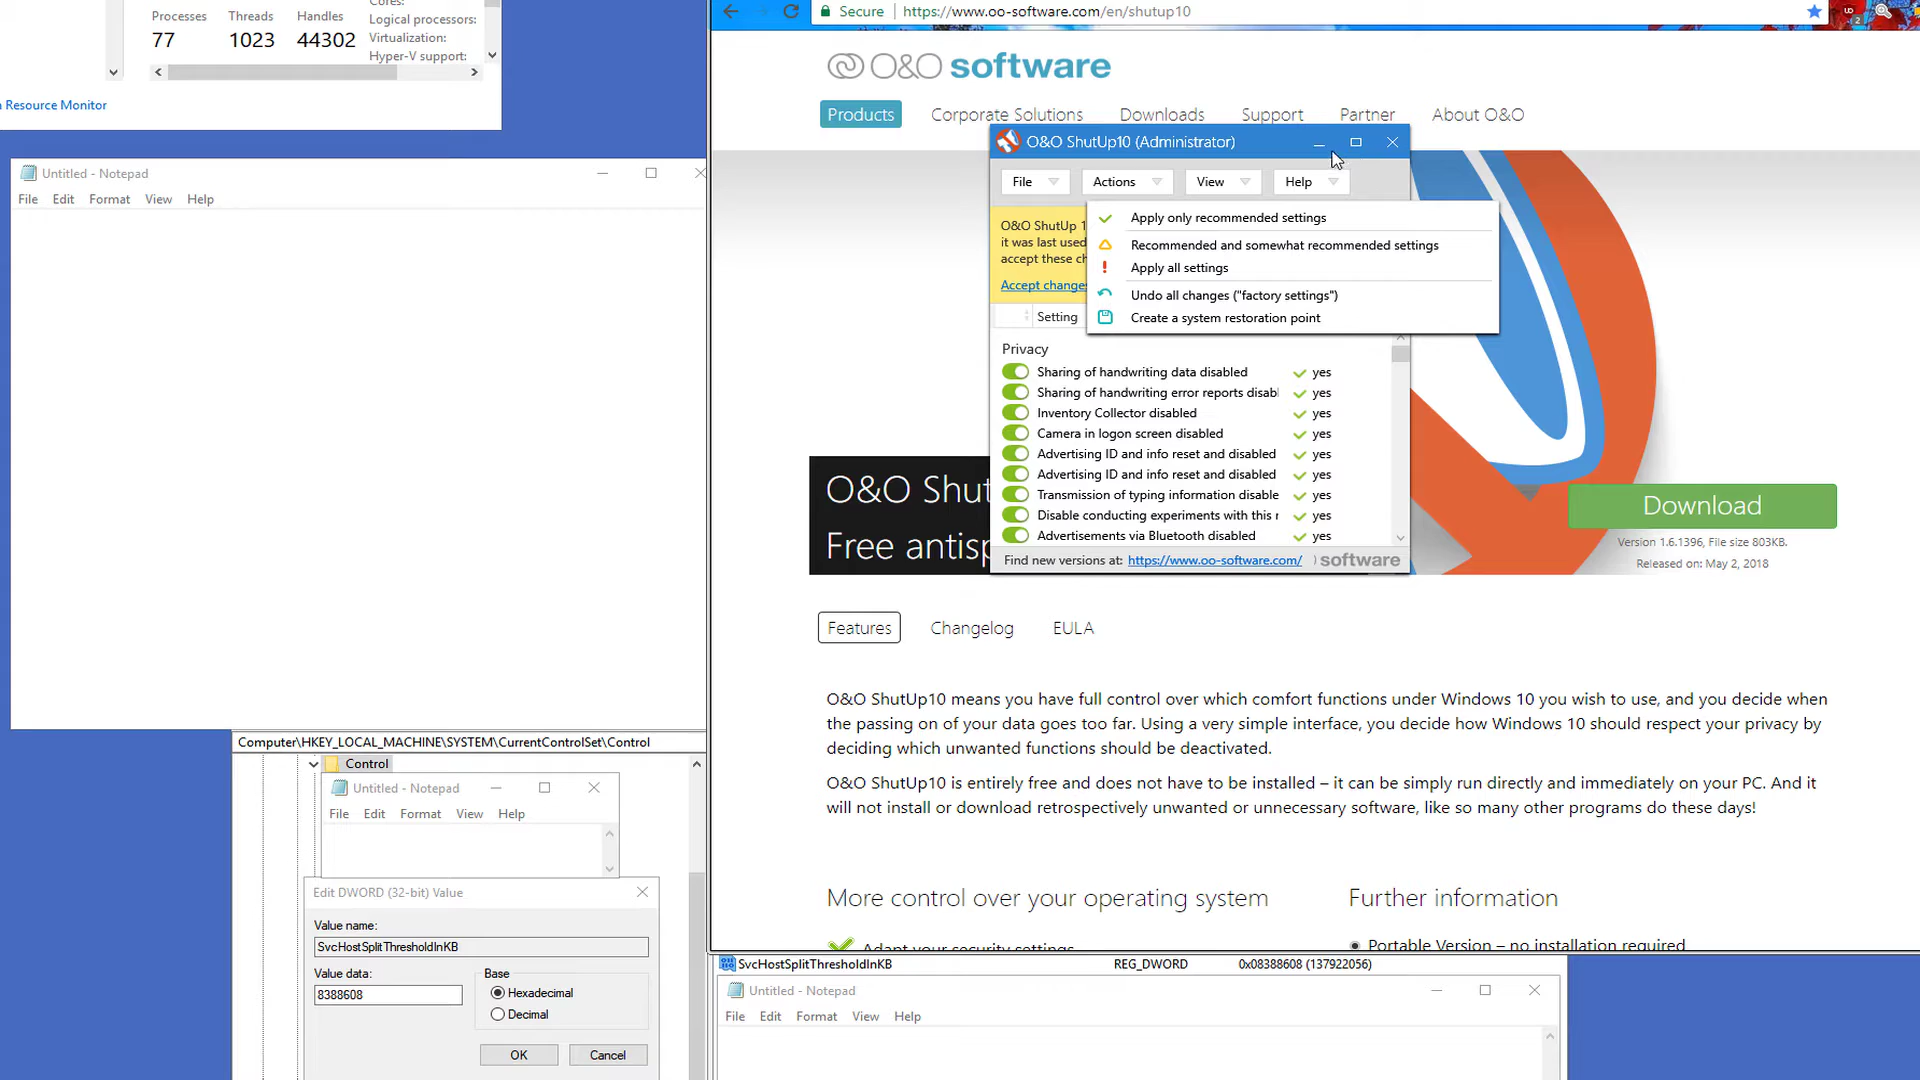 Processes Threads Handles
77 1023 44302
Cores:
Logical processors:
Virtualization:
Hyper-V support:
Resource Monitor
Untitled - Notepad
File Edit Format View Help
Computer\HKEY_LOCAL_MACHINE\SYSTEM\CurrentControlSet\Control
Control
Untitled - Notepad
File Edit Format View Help
Edit DWORD (32-bit) Value
Value name:
SvcHostSplitThresholdInKB
Value data:
8388608
Base
Hexadecimal
Decimal
OK Cancel
Secure https://www.oo-software.com/en/shutup10
O&O software
Products Corporate Solutions Downloads Support Partner About O&O
O&O ShutUp10 (Administrator)
File Actions View Help
O&O ShutUp 1
it was last used
accept these ch
Accept changes
Apply only recommended settings
Recommended and somewhat recommended settings
Apply all settings
Undo all changes ("factory settings")
Create a system restoration point
Setting
Privacy
Sharing of handwriting data disabled yes
Sharing of handwriting error reports disabl yes
Inventory Collector disabled yes
Camera in logon screen disabled yes
Advertising ID and info reset and disabled yes
Advertising ID and info reset and disabled yes
Transmission of typing information disable yes
Disable conducting experiments with this r yes
Advertisements via Bluetooth disabled yes
Find new versions at: https://www.oo-software.com/ software
O&O Shut
Free antisp
Download
Version 1.6.1396, File size 803KB.
Released on: May 2, 2018
Features Changelog EULA
O&O ShutUp10 means you have full control over which comfort functions under Windows 10 you wish to use, and you decide when
the passing on of your data goes too far. Using a very simple interface, you decide how Windows 10 should respect your privacy by
deciding which unwanted functions should be deactivated.
O&O ShutUp10 is entirely free and does not have to be installed – it can be simply run directly and immediately on your PC. And it
will not install or download retrospectively unwanted or unnecessary software, like so many other programs do these days!
More control over your operating system
Further information
Adapt your security settings
Portable Version – no installation required
SvcHostSplitThresholdInKB REG_DWORD 0x08388608 (137922056)
Untitled - Notepad
File Edit Format View Help